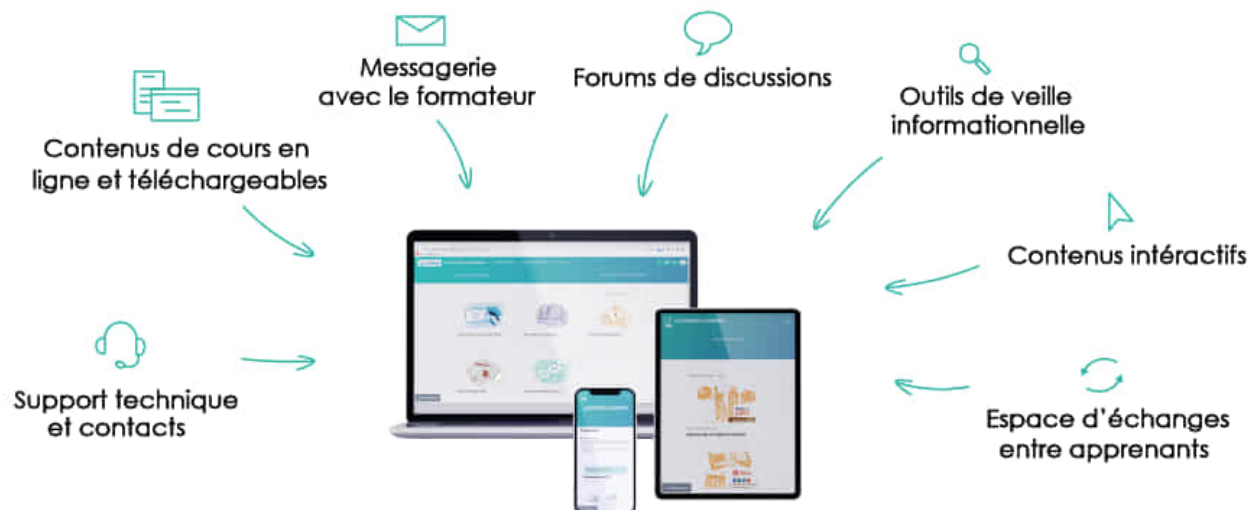 Messagerie
avec le formateur
Forums de discussions
Outils de veille
informationnelle
Contenus de cours en
ligne et téléchargeables
Contenus intéractifs
Support technique
et contacts
Espace d'échanges
entre apprenants